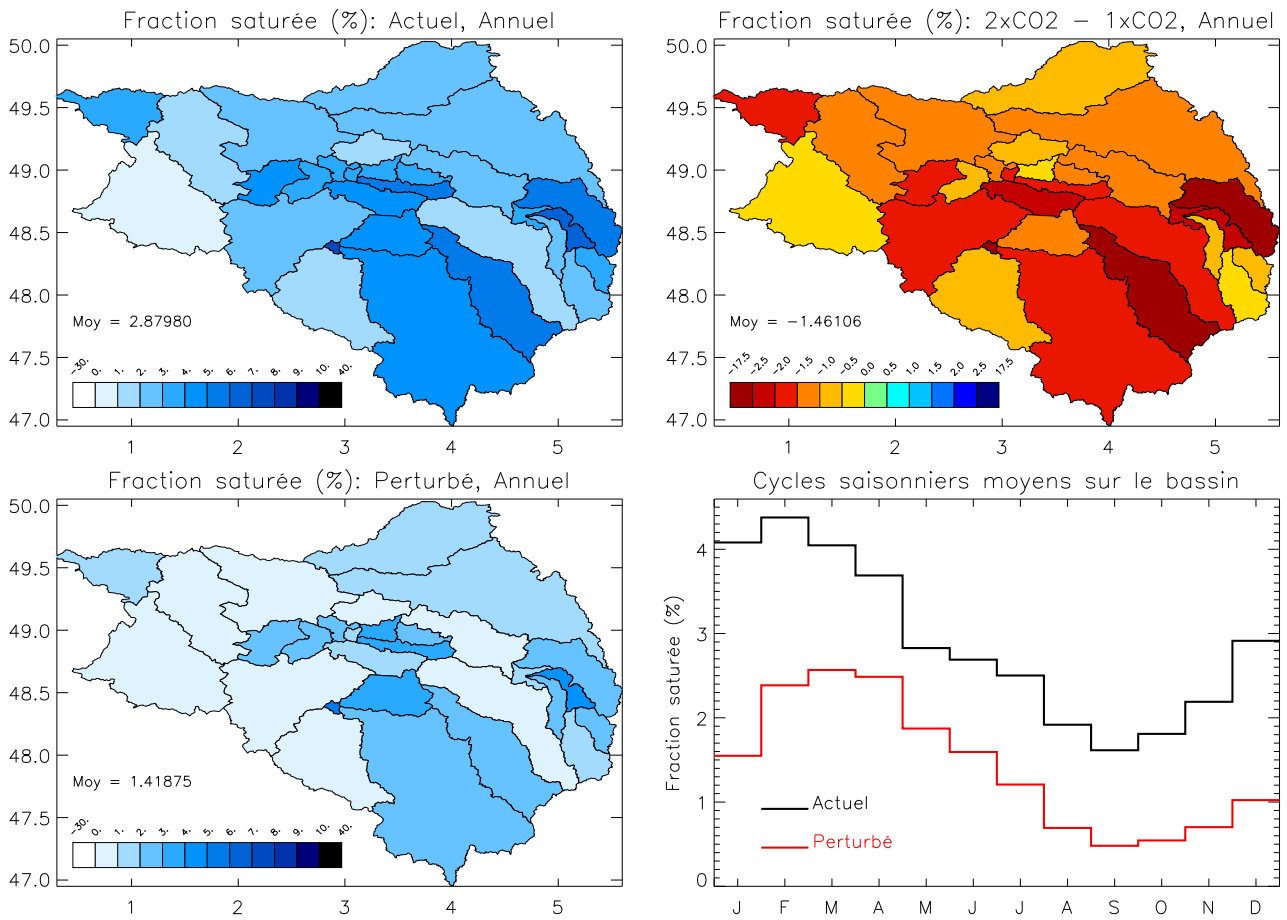 Fraction saturée (%): Actuel, Annuel
50.0
49.5
49.0
48.5
48.0
47.5
47.0
Moy = 2.87980
-30. 0. 1. 2. 3. 4. 5. 6. 7. 8. 9. 10. 40.
1 2 3 4 5
Fraction saturée (%): 2xCO2 - 1xCO2, Annuel
50.0
49.5
49.0
48.5
48.0
47.5
47.0
Moy = -1.46106
-17.5 -2.5 -2.0 -1.5 -1.0 -0.5 0.0 0.5 1.0 1.5 2.0 2.5 17.5
1 2 3 4 5
Fraction saturée (%): Perturbé, Annuel
50.0
49.5
49.0
48.5
48.0
47.5
47.0
Moy = 1.41875
-30. 0. 1. 2. 3. 4. 5. 6. 7. 8. 9. 10. 40.
1 2 3 4 5
Cycles saisonniers moyens sur le bassin
Fraction saturée (%)
4
3
2
1
0
Actuel
Perturbé
J F M A M J J A S O N D